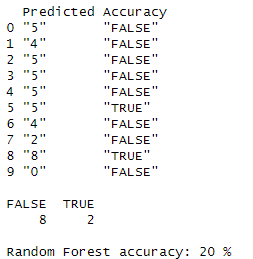 Predicted Accuracy
0 "5" "FALSE"
1 "4" "FALSE"
2 "5" "FALSE"
3 "5" "FALSE"
4 "5" "FALSE"
5 "5" "TRUE"
6 "4" "FALSE"
7 "2" "FALSE"
8 "8" "TRUE"
9 "0" "FALSE"
FALSE TRUE
8 2
Random Forest accuracy: 20 %